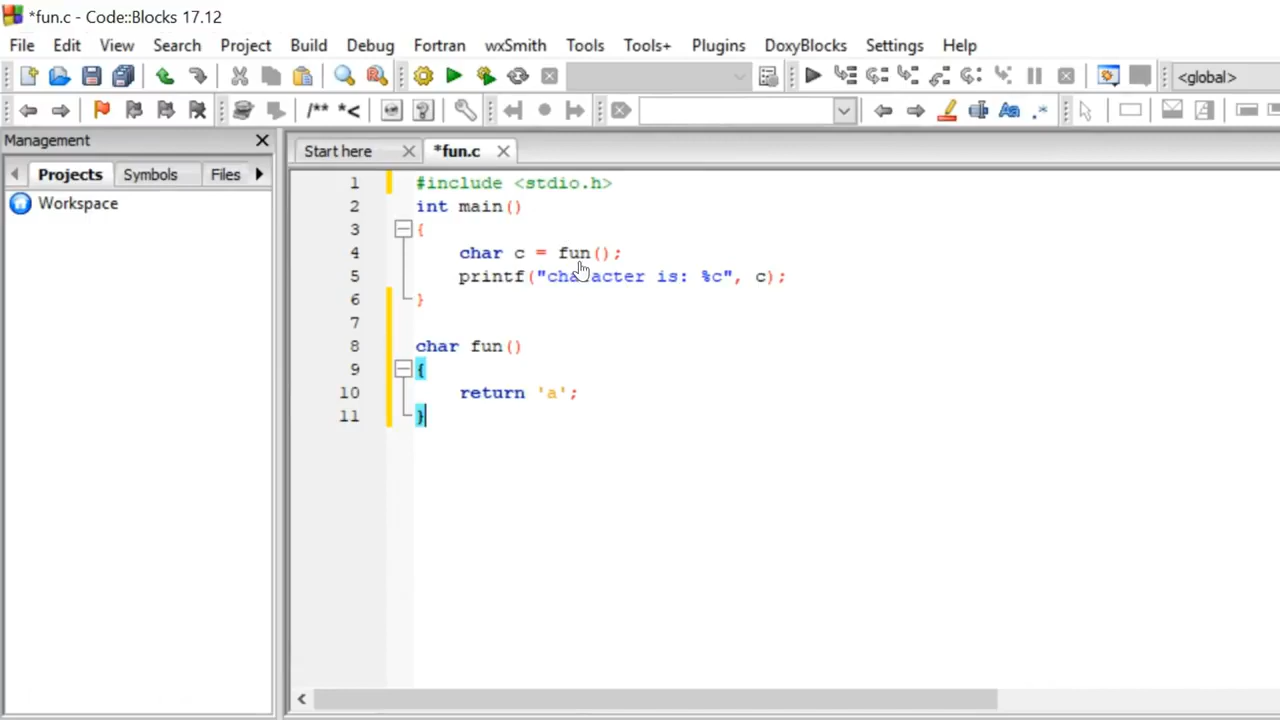 *fun.c - Code::Blocks 17.12
File Edit View Search Project Build Debug Fortran wxSmith Tools Tools+ Plugins DoxyBlocks Settings Help
<global>
/** *<
Aa .*
Management
Projects Symbols Files
Workspace
Start here *fun.c
1 #include <stdio.h>
2 int main()
3 {
4 char c = fun();
5 printf("character is: %c", c);
6 }
7
8 char fun()
9 {
10 return 'a';
11 }